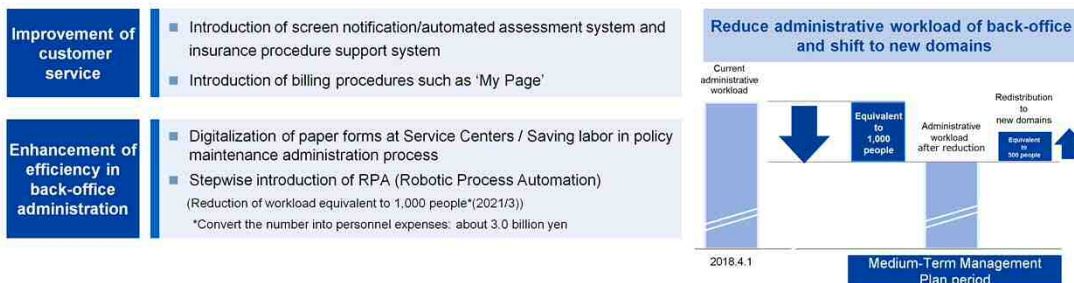 Improvement of
customer
service
■ Introduction of screen notification/automated assessment system and
insurance procedure support system
■ Introduction of billing procedures such as ‘My Page’
Enhancement of
efficiency in
back-office
administration
■ Digitalization of paper forms at Service Centers / Saving labor in policy
maintenance administration process
■ Stepwise introduction of RPA (Robotic Process Automation)
(Reduction of workload equivalent to 1,000 people*(2021/3))
*Convert the number into personnel expenses: about 3.0 billion yen
Reduce administrative workload of back-office
and shift to new domains
Current
administrative
workload
Equivalent
to
1,000
people
Administrative
workload
after reduction
Redistribution
to
new domains
Equivalent
to
500 people
2018.4.1
Medium-Term Management
Plan period